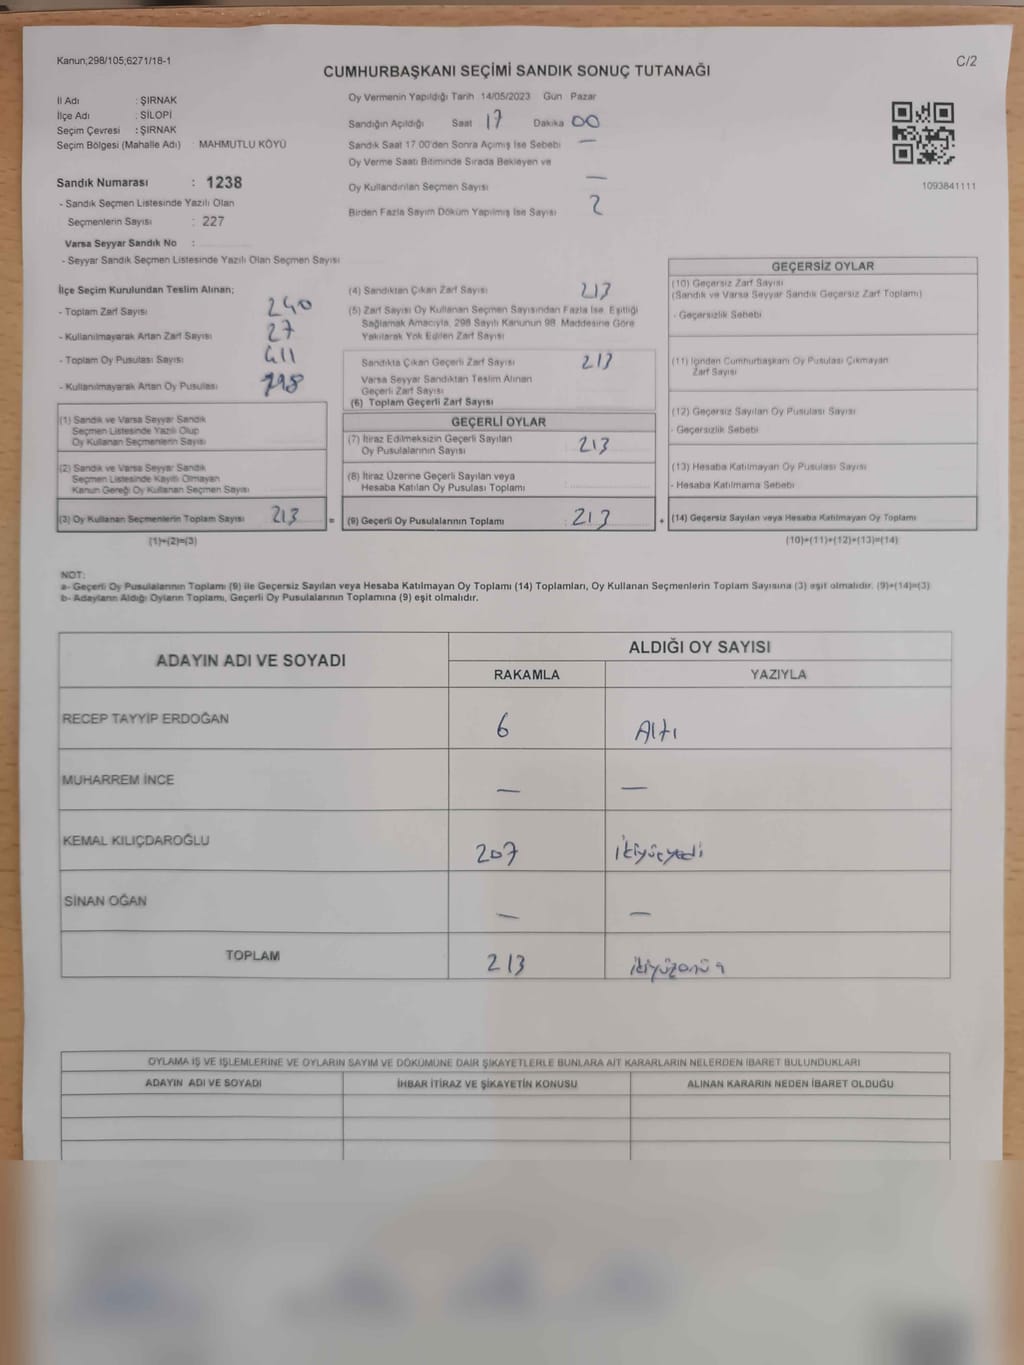 Kanun;298/105;6271/18-1
C/2
CUMHURBAŞKANI SEÇİMİ SANDIK SONUÇ TUTANAĞI
İl Adı : ŞIRNAK
İlçe Adı : SİLOPİ
Seçim Çevresi : ŞIRNAK
Seçim Bölgesi (Mahalle Adı) : MAHMUTLU KÖYÜ
Sandık Numarası : 1238
- Sandık Seçmen Listesinde Yazılı Olan
Seçmenlerin Sayısı : 227
Varsa Seyyar Sandık No :
- Seyyar Sandık Seçmen Listesinde Yazılı Olan Seçmen Sayısı
Oy Vermenin Yapıldığı Tarih 14/05/2023 Gün Pazar
Sandığın Açıldığı Saat 17 Dakika 00
Sandık Saat 17.00'den Sonra Açımış İse Sebebi —
Oy Verme Saati Bitiminde Sırada Bekleyen ve
Oy Kullandırılan Seçmen Sayısı —
Birden Fazla Sayım Döküm Yapılmış İse Sayısı 2
1093841111
İlçe Seçim Kurulundan Teslim Alınan;
- Toplam Zarf Sayısı 240
- Kullanılmayarak Artan Zarf Sayısı 27
- Toplam Oy Pusulası Sayısı 411
- Kullanılmayarak Artan Oy Pusulası 198
(1) Sandık ve Varsa Seyyar Sandık
Seçmen Listesinde Yazılı Olup
Oy Kullanan Seçmenlerin Sayısı
(2) Sandık ve Varsa Seyyar Sandık
Seçmen Listesinde Kayıtlı Olmayan
Kanun Gereği Oy Kullanan Seçmen Sayısı
(3) Oy Kullanan Seçmenlerin Toplam Sayısı 213 =
(1)+(2)=(3)
(4) Sandıktan Çıkan Zarf Sayısı 213
(5) Zarf Sayısı Oy Kullanan Seçmen Sayısından Fazla İse, Eşitliği
Sağlamak Amacıyla, 298 Sayılı Kanunun 98. Maddesine Göre
Yakılarak Yok Edilen Zarf Sayısı
Sandıkta Çıkan Geçerli Zarf Sayısı 213
Varsa Seyyar Sandıktan Teslim Alınan
Geçerli Zarf Sayısı
(6) Toplam Geçerli Zarf Sayısı
GEÇERLİ OYLAR
(7) İtiraz Edilmeksizin Geçerli Sayılan
Oy Pusulalarının Sayısı 213
(8) İtiraz Üzerine Geçerli Sayılan veya
Hesaba Katılan Oy Pusulası Toplamı
(9) Geçerli Oy Pusulalarının Toplamı 213 +
GEÇERSİZ OYLAR
(10) Geçersiz Zarf Sayısı
(Sandık ve Varsa Seyyar Sandık Geçersiz Zarf Toplamı)
- Geçersizlik Sebebi
(11) İçinden Cumhurbaşkanı Oy Pusulası Çıkmayan
Zarf Sayısı
(12) Geçersiz Sayılan Oy Pusulası Sayısı
- Geçersizlik Sebebi
(13) Hesaba Katılmayan Oy Pusulası Sayısı
- Hesaba Katılmama Sebebi
(14) Geçersiz Sayılan veya Hesaba Katılmayan Oy Toplamı
(10)+(11)+(12)+(13)=(14)
NOT:
a- Geçerli Oy Pusulalarının Toplamı (9) ile Geçersiz Sayılan veya Hesaba Katılmayan Oy Toplamı (14) Toplamları, Oy Kullanan Seçmenlerin Toplam Sayısına (3) eşit olmalıdır. (9)+(14)=(3)
b- Adayların Aldığı Oyların Toplamı, Geçerli Oy Pusulalarının Toplamına (9) eşit olmalıdır.
ADAYIN ADI VE SOYADI ALDIĞI OY SAYISI
RAKAMLA YAZIYLA
RECEP TAYYİP ERDOĞAN 6 Altı
MUHARREM İNCE — —
KEMAL KILIÇDAROĞLU 207 İkiyüzyedi
SİNAN OĞAN — —
TOPLAM 213
OYLAMA İŞ VE İŞLEMLERİNE VE OYLARIN SAYIM VE DÖKÜMÜNE DAİR ŞİKAYETLERLE BUNLARA AİT KARARLARIN NELERDEN İBARET BULUNDUKLARI
ADAYIN ADI VE SOYADI İHBAR İTİRAZ VE ŞİKAYETİN KONUSU ALINAN KARARIN NEDEN İBARET OLDUĞU